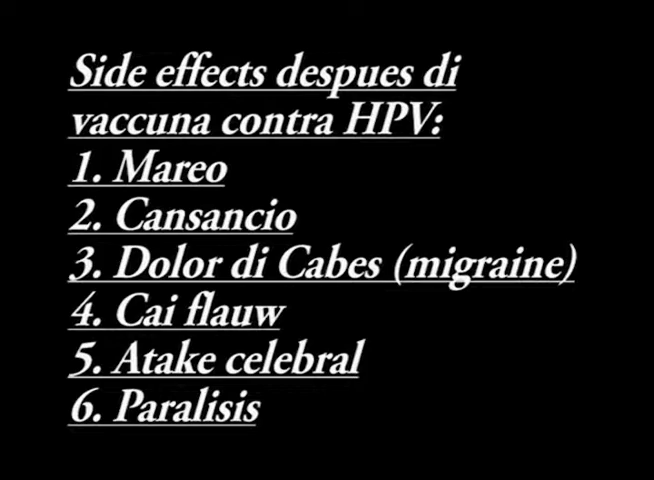 Side effects despues di
vaccuna contra HPV:
1. Mareo
2. Cansancio
3. Dolor di Cabes (migraine)
4. Cai flauw
5. Atake celebral
6. Paralisis